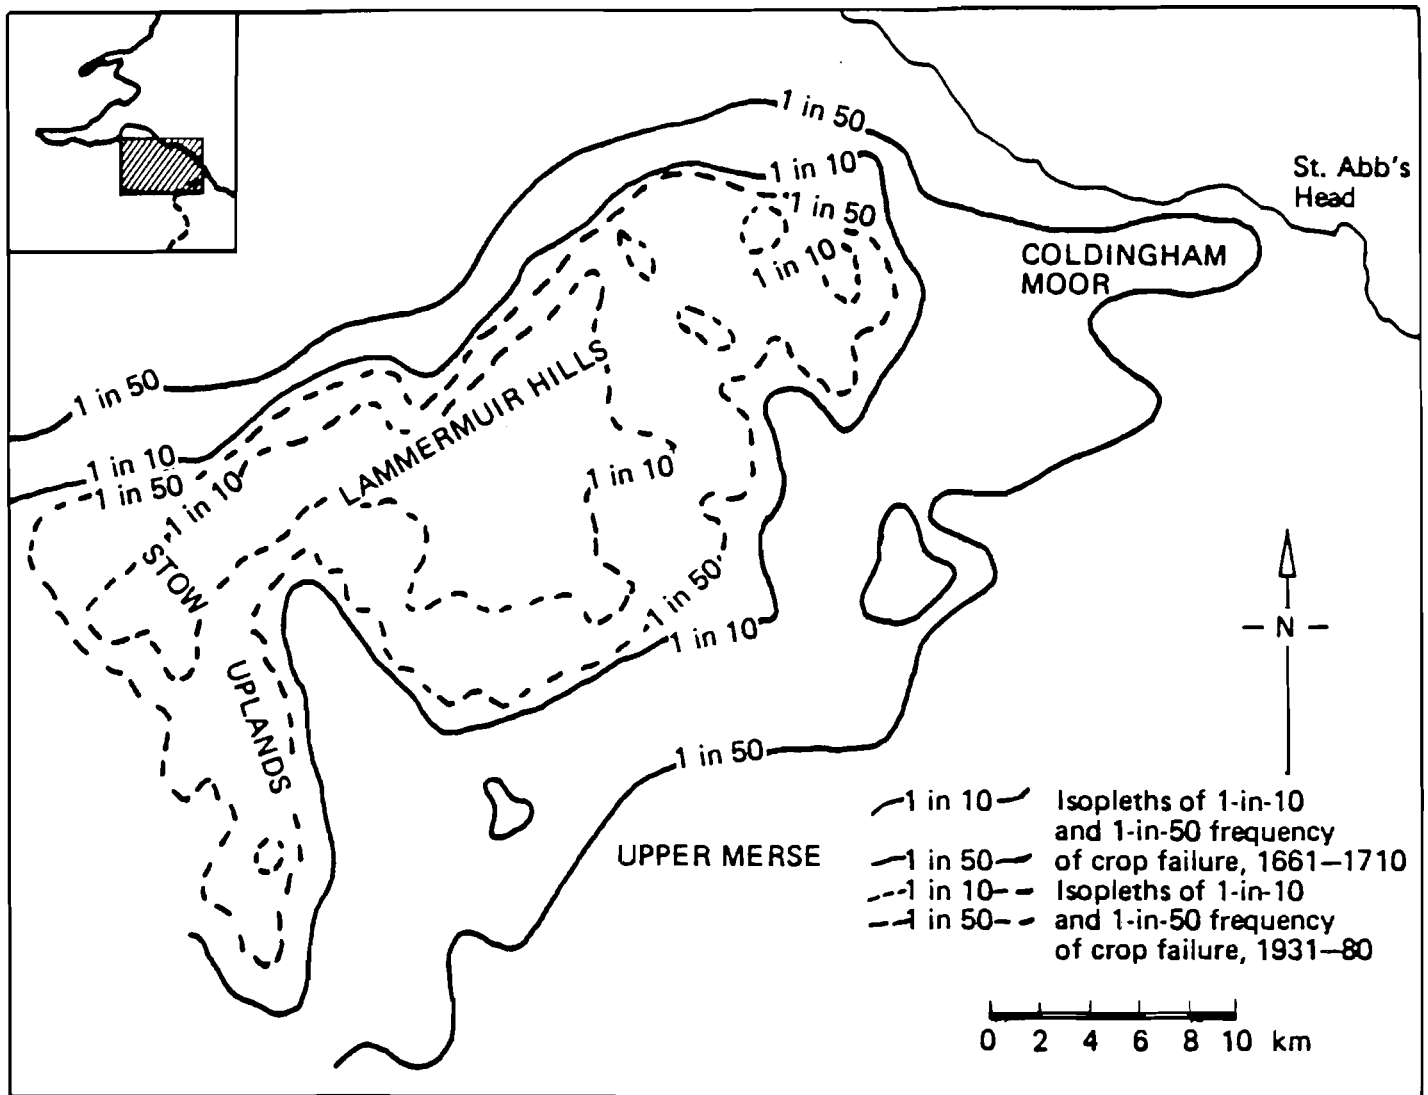 1 in 50
1 in 10
St. Abb's
Head
1 in 50
1 in 10
COLDINGHAM
MOOR
1 in 50
LAMMERMUIR HILLS
1 in 10
1 in 50
1 in 10
1 in 10
STOW
UPLANDS
1 in 50
1 in 10
– N –
1 in 50
UPPER MERSE
1 in 10 Isopleths of 1-in-10
and 1-in-50 frequency
1 in 50 of crop failure, 1661–1710
1 in 10 Isopleths of 1-in-10
1 in 50 and 1-in-50 frequency
of crop failure, 1931–80
0 2 4 6 8 10 km